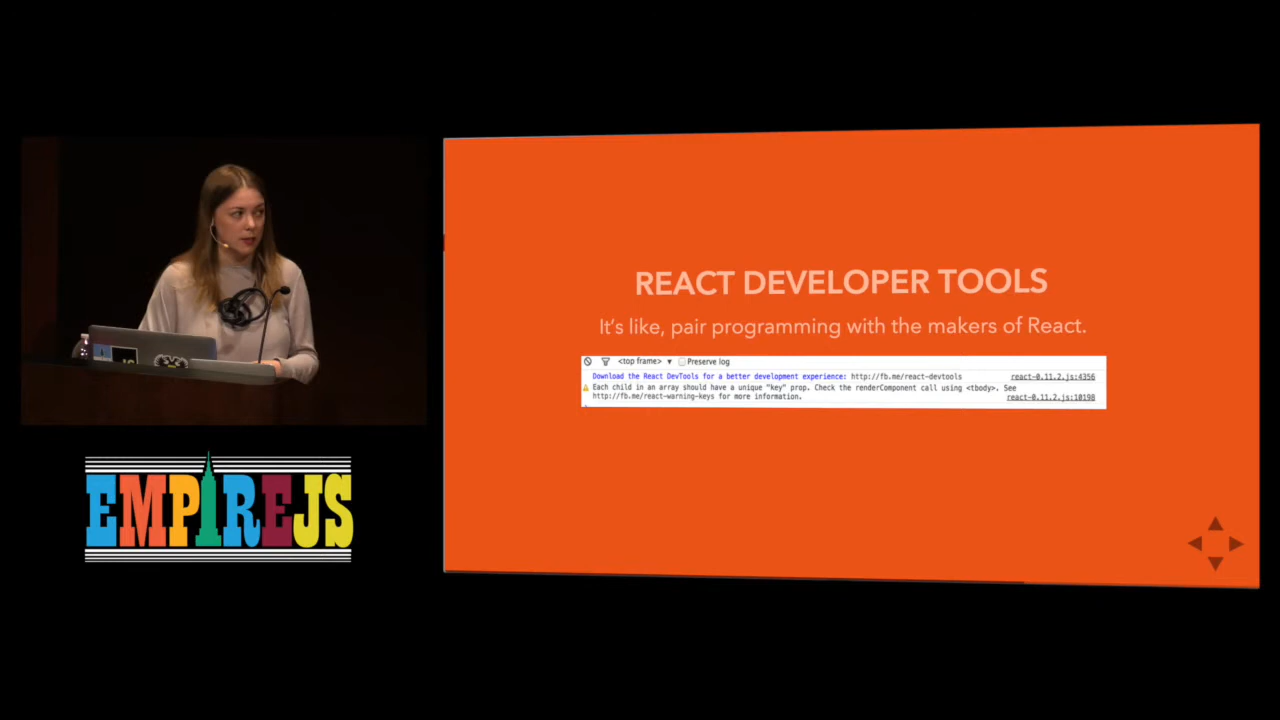 REACT DEVELOPER TOOLS
It's like, pair programming with the makers of React.
<top frame> ▼ Preserve log
Download the React DevTools for a better development experience: http://fb.me/react-devtools react-0.11.2.js:4356
Each child in an array should have a unique "key" prop. Check the renderComponent call using <tbody>. See
http://fb.me/react-warning-keys for more information. react-0.11.2.js:10198
JS
EMPIREJS